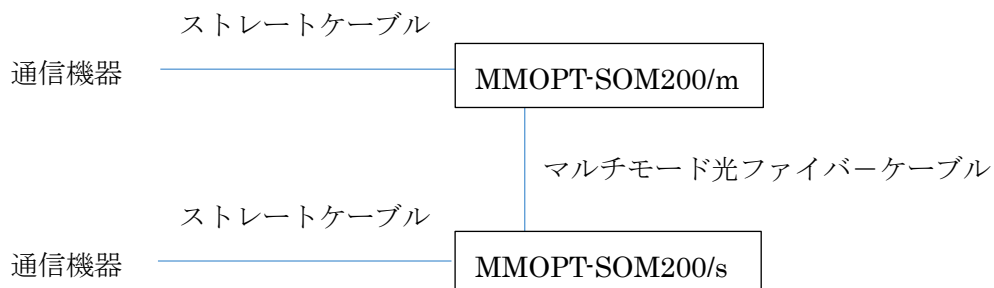 ストレートケーブル
通信機器
MMOPT-SOM200/m
マルチモード光ファイバーケーブル
ストレートケーブル
通信機器
MMOPT-SOM200/s